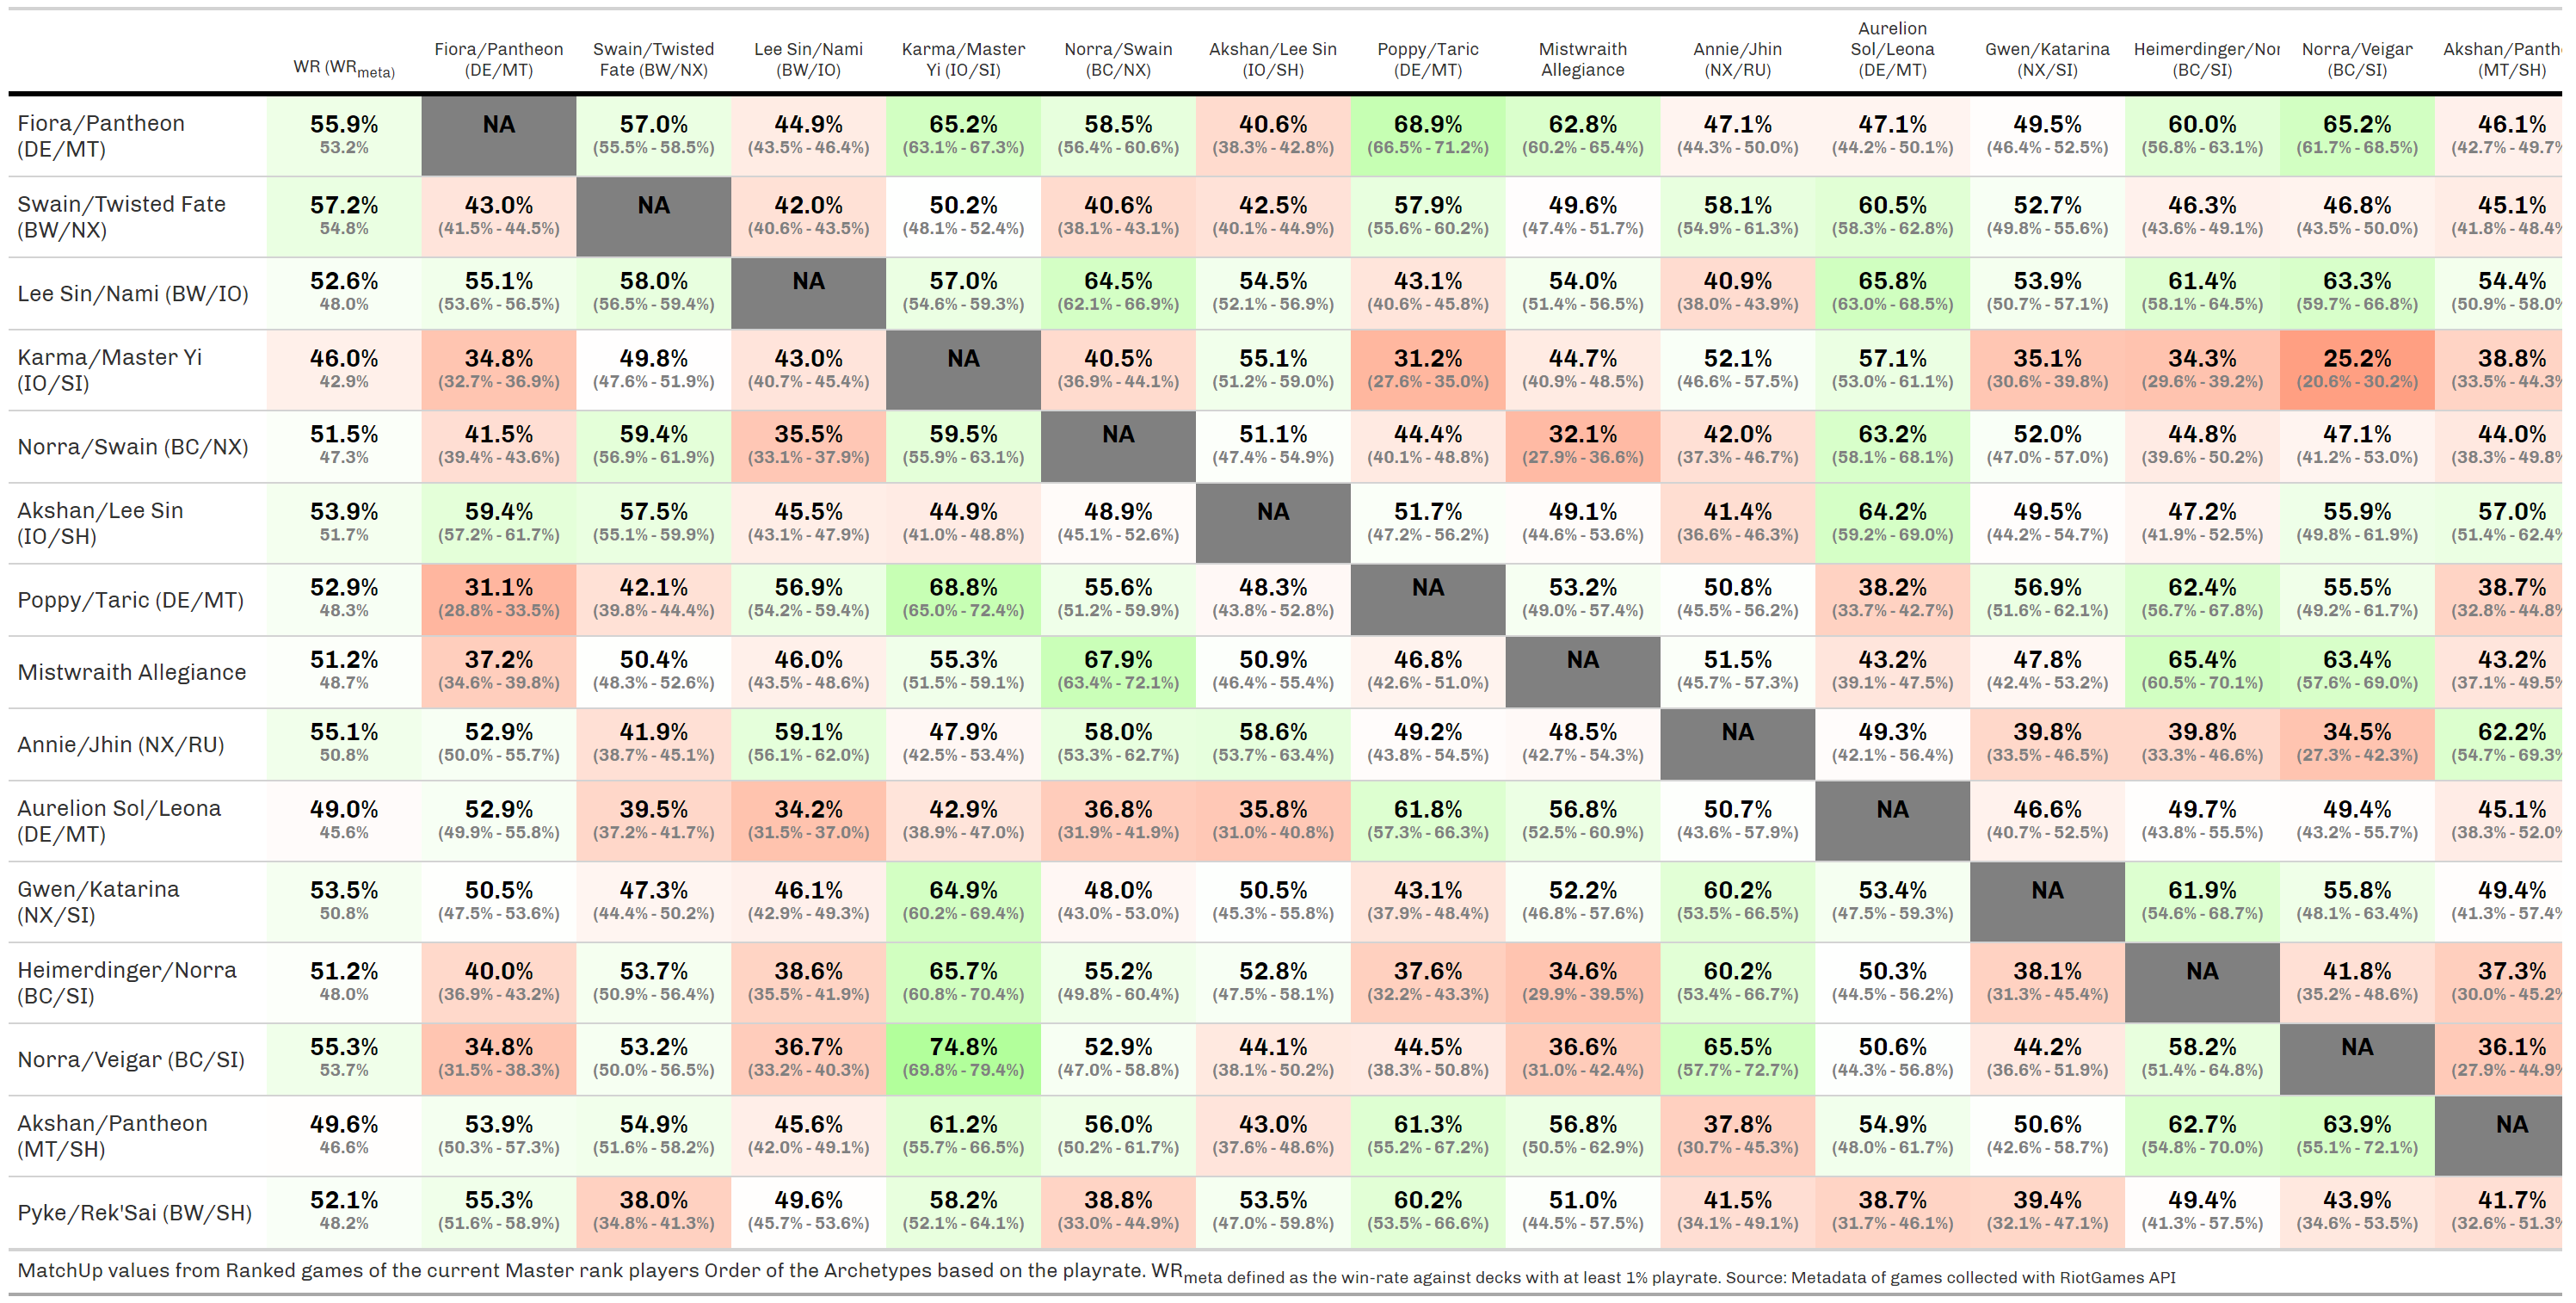 WR (WRmeta) Fiora/Pantheon (DE/MT) Swain/Twisted Fate (BW/NX) Lee Sin/Nami (BW/IO) Karma/Master Yi (IO/SI) Norra/Swain (BC/NX) Akshan/Lee Sin (IO/SH) Poppy/Taric (DE/MT) Mistwraith Allegiance Annie/Jhin (NX/RU) Aurelion Sol/Leona (DE/MT) Gwen/Katarina (NX/SI) Heimerdinger/Nor (BC/SI) Norra/Veigar (BC/SI) Akshan/Panth (MT/SH)
Fiora/Pantheon (DE/MT) 55.9% 53.2% NA 57.0% (55.5% - 58.5%) 44.9% (43.5% - 46.4%) 65.2% (63.1% - 67.3%) 58.5% (56.4% - 60.6%) 40.6% (38.3% - 42.8%) 68.9% (66.5% - 71.2%) 62.8% (60.2% - 65.4%) 47.1% (44.3% - 50.0%) 47.1% (44.2% - 50.1%) 49.5% (46.4% - 52.5%) 60.0% (56.8% - 63.1%) 65.2% (61.7% - 68.5%) 46.1% (42.7% - 49.7%
Swain/Twisted Fate (BW/NX) 57.2% 54.8% 43.0% (41.5% - 44.5%) NA 42.0% (40.6% - 43.5%) 50.2% (48.1% - 52.4%) 40.6% (38.1% - 43.1%) 42.5% (40.1% - 44.9%) 57.9% (55.6% - 60.2%) 49.6% (47.4% - 51.7%) 58.1% (54.9% - 61.3%) 60.5% (58.3% - 62.8%) 52.7% (49.8% - 55.6%) 46.3% (43.6% - 49.1%) 46.8% (43.5% - 50.0%) 45.1% (41.8% - 48.4%
Lee Sin/Nami (BW/IO) 52.6% 48.0% 55.1% (53.6% - 56.5%) 58.0% (56.5% - 59.4%) NA 57.0% (54.6% - 59.3%) 64.5% (62.1% - 66.9%) 54.5% (52.1% - 56.9%) 43.1% (40.6% - 45.8%) 54.0% (51.4% - 56.5%) 40.9% (38.0% - 43.9%) 65.8% (63.0% - 68.5%) 53.9% (50.7% - 57.1%) 61.4% (58.1% - 64.5%) 63.3% (59.7% - 66.8%) 54.4% (50.9% - 58.0%
Karma/Master Yi (IO/SI) 46.0% 42.9% 34.8% (32.7% - 36.9%) 49.8% (47.6% - 51.9%) 43.0% (40.7% - 45.4%) NA 40.5% (36.9% - 44.1%) 55.1% (51.2% - 59.0%) 31.2% (27.6% - 35.0%) 44.7% (40.9% - 48.5%) 52.1% (46.6% - 57.5%) 57.1% (53.0% - 61.1%) 35.1% (30.6% - 39.8%) 34.3% (29.6% - 39.2%) 25.2% (20.6% - 30.2%) 38.8% (33.5% - 44.3%
Norra/Swain (BC/NX) 51.5% 47.3% 41.5% (39.4% - 43.6%) 59.4% (56.9% - 61.9%) 35.5% (33.1% - 37.9%) 59.5% (55.9% - 63.1%) NA 51.1% (47.4% - 54.9%) 44.4% (40.1% - 48.8%) 32.1% (27.9% - 36.6%) 42.0% (37.3% - 46.7%) 63.2% (58.1% - 68.1%) 52.0% (47.0% - 57.0%) 44.8% (39.6% - 50.2%) 47.1% (41.2% - 53.0%) 44.0% (38.3% - 49.8%
Akshan/Lee Sin (IO/SH) 53.9% 51.7% 59.4% (57.2% - 61.7%) 57.5% (55.1% - 59.9%) 45.5% (43.1% - 47.9%) 44.9% (41.0% - 48.8%) 48.9% (45.1% - 52.6%) NA 51.7% (47.2% - 56.2%) 49.1% (44.6% - 53.6%) 41.4% (36.6% - 46.3%) 64.2% (59.2% - 69.0%) 49.5% (44.2% - 54.7%) 47.2% (41.9% - 52.5%) 55.9% (49.8% - 61.9%) 57.0% (51.4% - 62.4%
Poppy/Taric (DE/MT) 52.9% 48.3% 31.1% (28.8% - 33.5%) 42.1% (39.8% - 44.4%) 56.9% (54.2% - 59.4%) 68.8% (65.0% - 72.4%) 55.6% (51.2% - 59.9%) 48.3% (43.8% - 52.8%) NA 53.2% (49.0% - 57.4%) 50.8% (45.5% - 56.2%) 38.2% (33.7% - 42.7%) 56.9% (51.6% - 62.1%) 62.4% (56.7% - 67.8%) 55.5% (49.2% - 61.7%) 38.7% (32.8% - 44.8%
Mistwraith Allegiance 51.2% 48.7% 37.2% (34.6% - 39.8%) 50.4% (48.3% - 52.6%) 46.0% (43.5% - 48.6%) 55.3% (51.5% - 59.1%) 67.9% (63.4% - 72.1%) 50.9% (46.4% - 55.4%) 46.8% (42.6% - 51.0%) NA 51.5% (45.7% - 57.3%) 43.2% (39.1% - 47.5%) 47.8% (42.4% - 53.2%) 65.4% (60.5% - 70.1%) 63.4% (57.6% - 69.0%) 43.2% (37.1% - 49.5%
Annie/Jhin (NX/RU) 55.1% 50.8% 52.9% (50.0% - 55.7%) 41.9% (38.7% - 45.1%) 59.1% (56.1% - 62.0%) 47.9% (42.5% - 53.4%) 58.0% (53.3% - 62.7%) 58.6% (53.7% - 63.4%) 49.2% (43.8% - 54.5%) 48.5% (42.7% - 54.3%) NA 49.3% (42.1% - 56.4%) 39.8% (33.5% - 46.5%) 39.8% (33.3% - 46.6%) 34.5% (27.3% - 42.3%) 62.2% (54.7% - 69.3%
Aurelion Sol/Leona (DE/MT) 49.0% 45.6% 52.9% (49.9% - 55.8%) 39.5% (37.2% - 41.7%) 34.2% (31.5% - 37.0%) 42.9% (38.9% - 47.0%) 36.8% (31.9% - 41.9%) 35.8% (31.0% - 40.8%) 61.8% (57.3% - 66.3%) 56.8% (52.5% - 60.9%) 50.7% (43.6% - 57.9%) NA 46.6% (40.7% - 52.5%) 49.7% (43.8% - 55.5%) 49.4% (43.2% - 55.7%) 45.1% (38.3% - 52.0%
Gwen/Katarina (NX/SI) 53.5% 50.8% 50.5% (47.5% - 53.6%) 47.3% (44.4% - 50.2%) 46.1% (42.9% - 49.3%) 64.9% (60.2% - 69.4%) 48.0% (43.0% - 53.0%) 50.5% (45.3% - 55.8%) 43.1% (37.9% - 48.4%) 52.2% (46.8% - 57.6%) 60.2% (53.5% - 66.5%) 53.4% (47.5% - 59.3%) NA 61.9% (54.6% - 68.7%) 55.8% (48.1% - 63.4%) 49.4% (41.3% - 57.4%
Heimerdinger/Norra (BC/SI) 51.2% 48.0% 40.0% (36.9% - 43.2%) 53.7% (50.9% - 56.4%) 38.6% (35.5% - 41.9%) 65.7% (60.8% - 70.4%) 55.2% (49.8% - 60.4%) 52.8% (47.5% - 58.1%) 37.6% (32.2% - 43.3%) 34.6% (29.9% - 39.5%) 60.2% (53.4% - 66.7%) 50.3% (44.5% - 56.2%) 38.1% (31.3% - 45.4%) NA 41.8% (35.2% - 48.6%) 37.3% (30.0% - 45.2%
Norra/Veigar (BC/SI) 55.3% 53.7% 34.8% (31.5% - 38.3%) 53.2% (50.0% - 56.5%) 36.7% (33.2% - 40.3%) 74.8% (69.8% - 79.4%) 52.9% (47.0% - 58.8%) 44.1% (38.1% - 50.2%) 44.5% (38.3% - 50.8%) 36.6% (31.0% - 42.4%) 65.5% (57.7% - 72.7%) 50.6% (44.3% - 56.8%) 44.2% (36.6% - 51.9%) 58.2% (51.4% - 64.8%) NA 36.1% (27.9% - 44.9%
Akshan/Pantheon (MT/SH) 49.6% 46.6% 53.9% (50.3% - 57.3%) 54.9% (51.6% - 58.2%) 45.6% (42.0% - 49.1%) 61.2% (55.7% - 66.5%) 56.0% (50.2% - 61.7%) 43.0% (37.6% - 48.6%) 61.3% (55.2% - 67.2%) 56.8% (50.5% - 62.9%) 37.8% (30.7% - 45.3%) 54.9% (48.0% - 61.7%) 50.6% (42.6% - 58.7%) 62.7% (54.8% - 70.0%) 63.9% (55.1% - 72.1%) NA
Pyke/Rek'Sai (BW/SH) 52.1% 48.2% 55.3% (51.6% - 58.9%) 38.0% (34.8% - 41.3%) 49.6% (45.7% - 53.6%) 58.2% (52.1% - 64.1%) 38.8% (33.0% - 44.9%) 53.5% (47.0% - 59.8%) 60.2% (53.5% - 66.6%) 51.0% (44.5% - 57.5%) 41.5% (34.1% - 49.1%) 38.7% (31.7% - 46.1%) 39.4% (32.1% - 47.1%) 49.4% (41.3% - 57.5%) 43.9% (34.6% - 53.5%) 41.7% (32.6% - 51.3%
MatchUp values from Ranked games of the current Master rank players Order of the Archetypes based on the playrate. WRmeta defined as the win-rate against decks with at least 1% playrate. Source: Metadata of games collected with RiotGames API